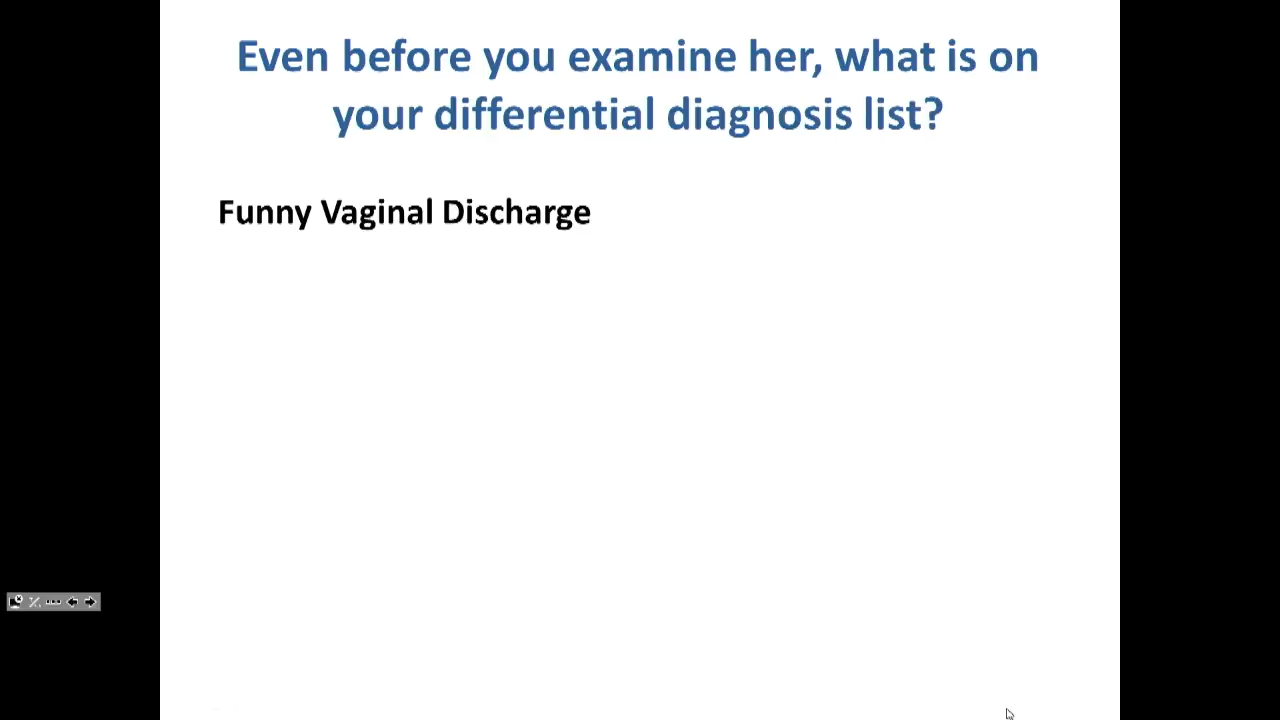 Even before you examine her, what is on
your differential diagnosis list?
Funny Vaginal Discharge